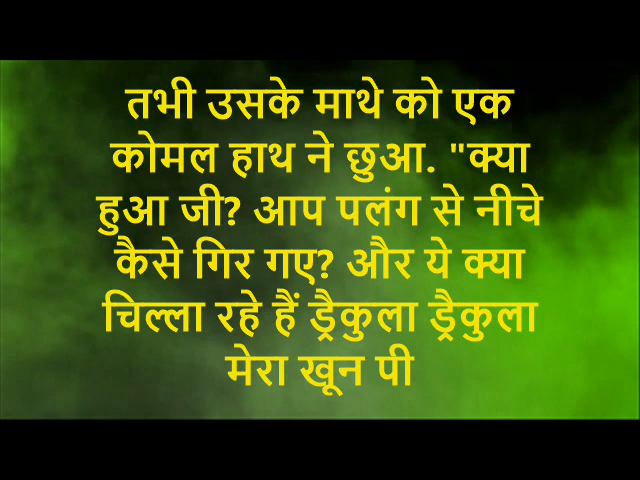 तभी उसके माथे को एक
कोमल हाथ ने छुआ. "क्या
हुआ जी? आप पलंग से नीचे
कैसे गिर गए? और ये क्या
चिल्ला रहे हैं ड्रैकुला ड्रैकुला
मेरा खून पी